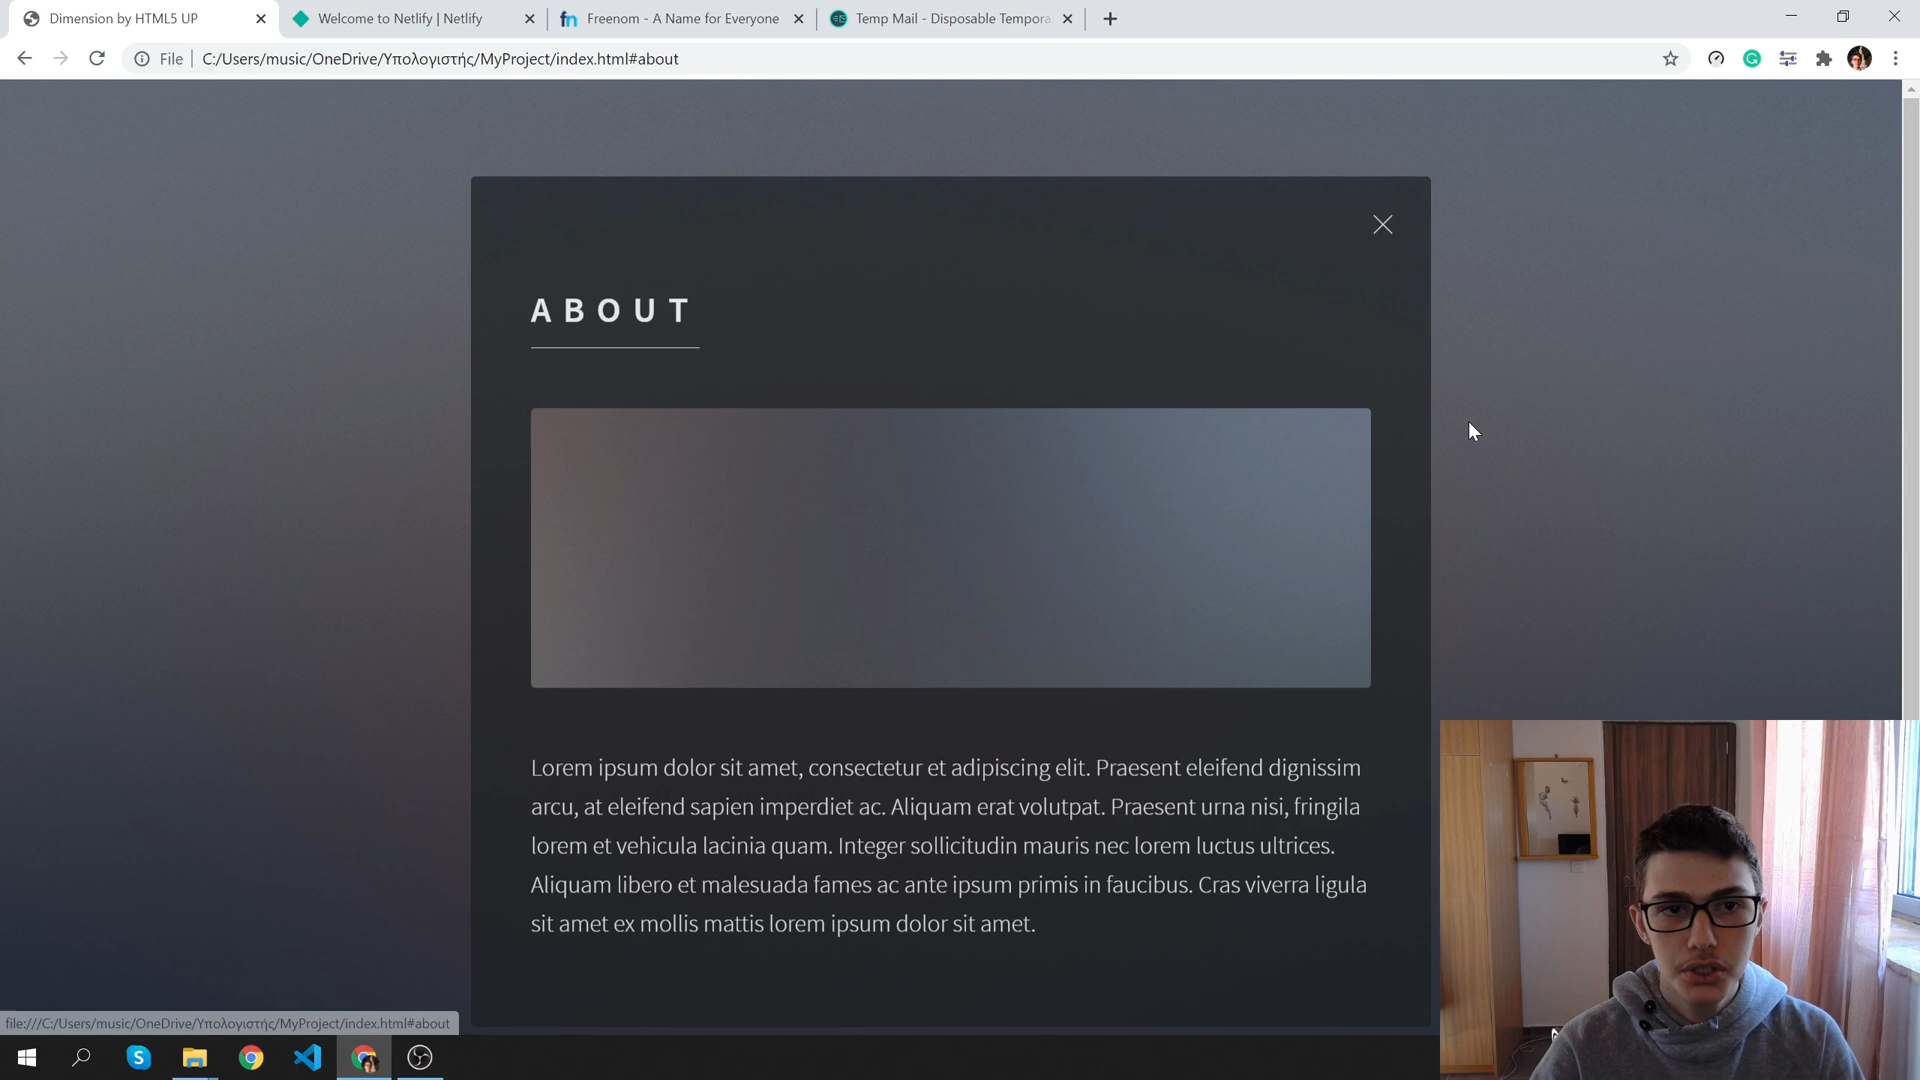 Dimension by HTML5 UP
Welcome to Netlify | Netlify
fn Freenom - A Name for Everyone
Temp Mail - Disposable Tempora
File C:/Users/music/OneDrive/Υπολογιστής/MyProject/index.html#about
ABOUT
Lorem ipsum dolor sit amet, consectetur et adipiscing elit. Praesent eleifend dignissim
arcu, at eleifend sapien imperdiet ac. Aliquam erat volutpat. Praesent urna nisi, fringila
lorem et vehicula lacinia quam. Integer sollicitudin mauris nec lorem luctus ultrices.
Aliquam libero et malesuada fames ac ante ipsum primis in faucibus. Cras viverra ligula
sit amet ex mollis mattis lorem ipsum dolor sit amet.
file:///C:/Users/music/OneDrive/Υπολογιστής/MyProject/index.html#about